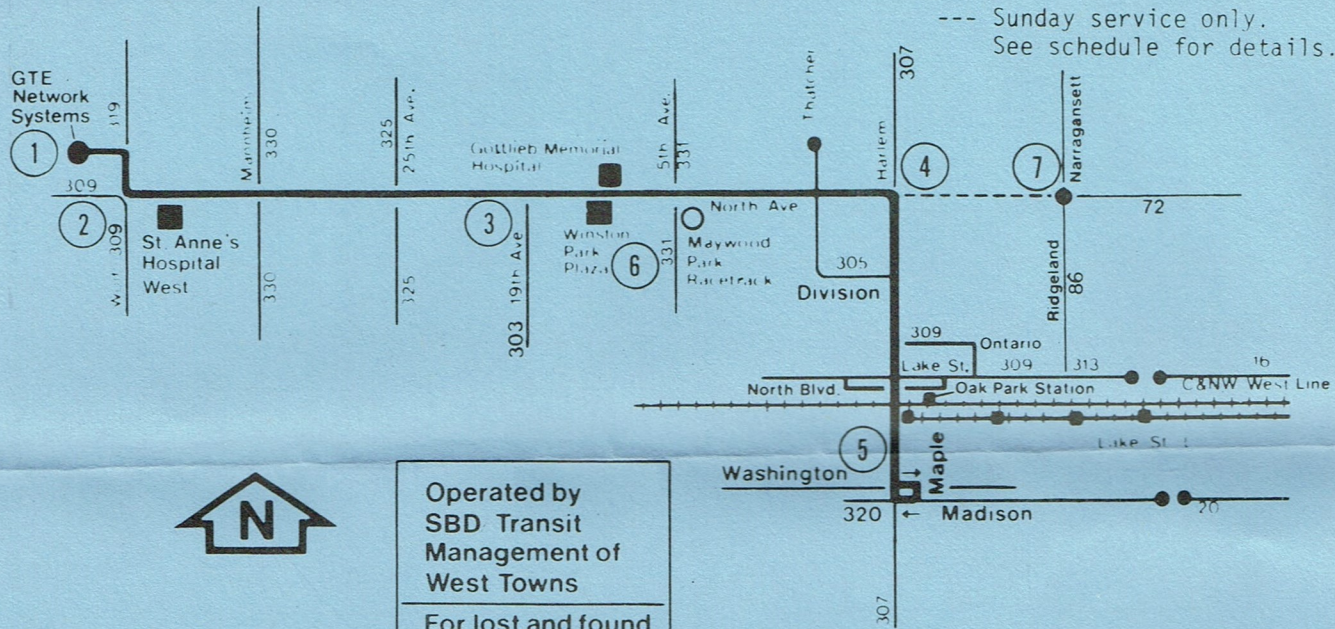 --- Sunday service only.
See schedule for details.
GTE
Network
Systems
1
319
Mannheim
330
325
25th Ave.
Gottlieb Memorial
Hospital
5th Ave.
331
Thatcher
Harlem
307
4
7
Narragansett
309
2
309
St. Anne's
Hospital
West
330
325
3
303 19th Ave
Winston
Park
Plaza
6
331
North Ave
Maywood
Park
Racetrack
305
Division
72
Ridgeland
86
309
Ontario
Lake St.
309
313
16
North Blvd.
Oak Park Station
C&NW West Line
Lake St.
5
Washington
Maple
320
← Madison
20
307
N
Operated by
SBD Transit
Management of
West Towns
For lost and found